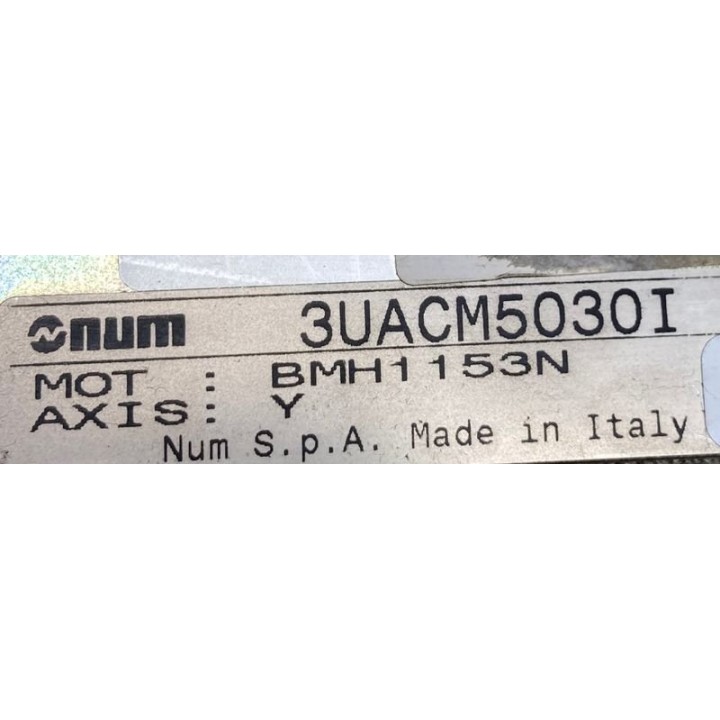 num 3UACM5030I
MOT : BMH1153N
AXIS: Y
Num S.p.A. Made in Italy